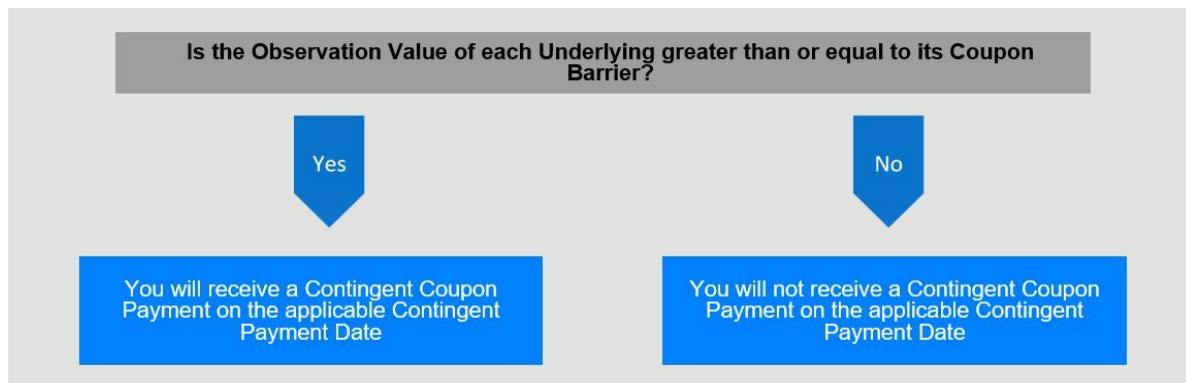 Is the Observation Value of each Underlying greater than or equal to its Coupon
Barrier?
Yes
No
You will receive a Contingent Coupon
Payment on the applicable Contingent
Payment Date
You will not receive a Contingent Coupon
Payment on the applicable Contingent
Payment Date